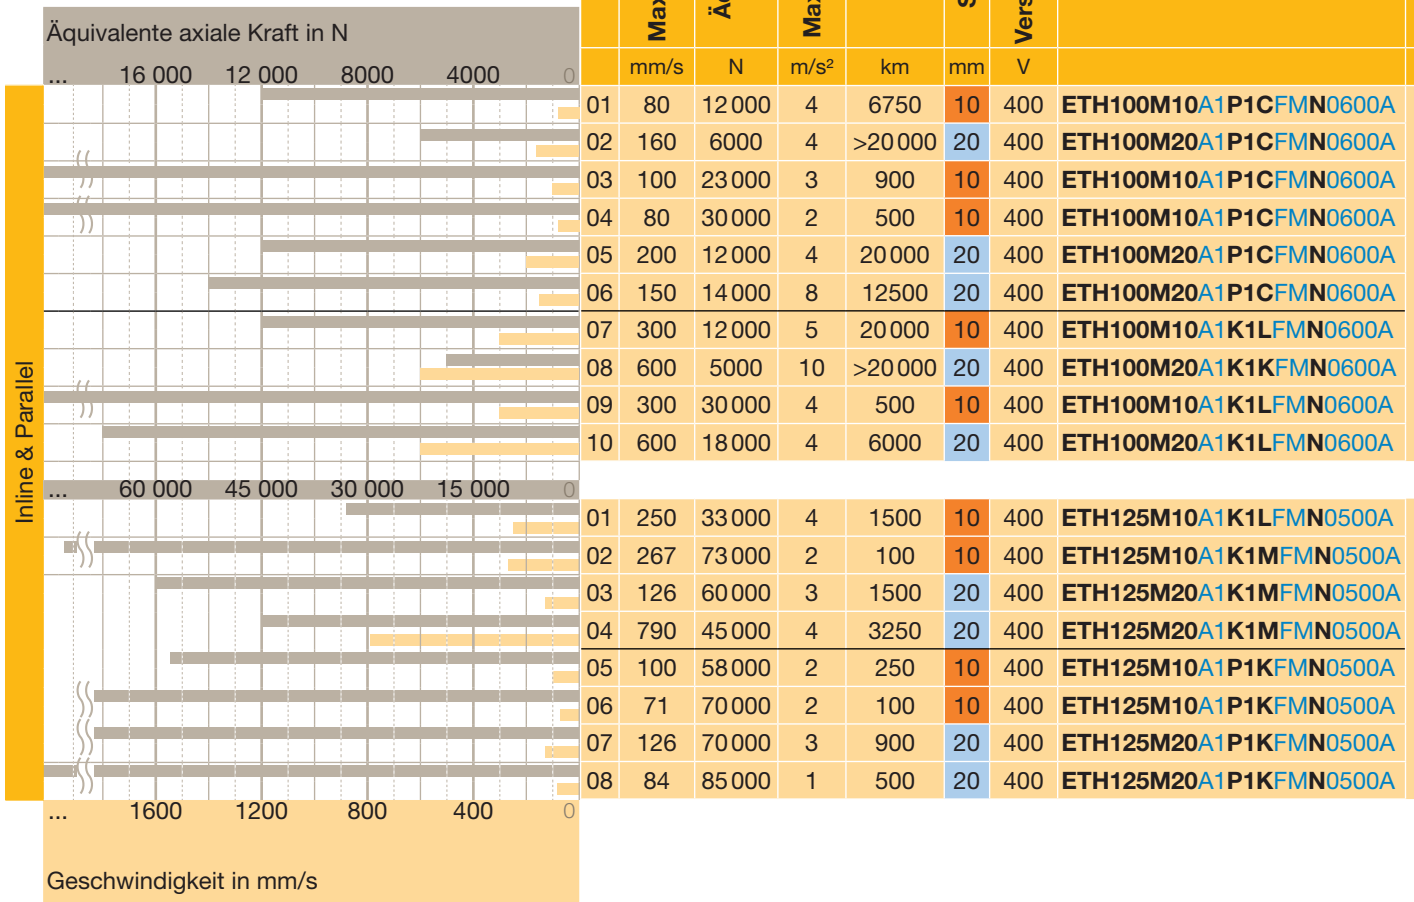 Äquivalente axiale Kraft in N
... 16 000 12 000 8000 4000 0
Inline & Parallel
mm/s N m/s² km mm V
01 80 12 000 4 6750 10 400 ETH100M10A1P1CFMN0600A
02 160 6000 4 >20 000 20 400 ETH100M20A1P1CFMN0600A
03 100 23 000 3 900 10 400 ETH100M10A1P1CFMN0600A
04 80 30 000 2 500 10 400 ETH100M10A1P1CFMN0600A
05 200 12 000 4 20 000 20 400 ETH100M20A1P1CFMN0600A
06 150 14 000 8 12500 20 400 ETH100M20A1P1CFMN0600A
07 300 12 000 5 20 000 10 400 ETH100M10A1K1LFMN0600A
08 600 5000 10 >20 000 20 400 ETH100M20A1K1KFMN0600A
09 300 30 000 4 500 10 400 ETH100M10A1K1LFMN0600A
10 600 18 000 4 6000 20 400 ETH100M20A1K1LFMN0600A
... 60 000 45 000 30 000 15 000 0
01 250 33 000 4 1500 10 400 ETH125M10A1K1LFMN0500A
02 267 73 000 2 100 10 400 ETH125M10A1K1MFMN0500A
03 126 60 000 3 1500 20 400 ETH125M20A1K1MFMN0500A
04 790 45 000 4 3250 20 400 ETH125M20A1K1MFMN0500A
05 100 58 000 2 250 10 400 ETH125M10A1P1KFMN0500A
06 71 70 000 2 100 10 400 ETH125M10A1P1KFMN0500A
07 126 70 000 3 900 20 400 ETH125M20A1P1KFMN0500A
08 84 85 000 1 500 20 400 ETH125M20A1P1KFMN0500A
... 1600 1200 800 400 0
Geschwindigkeit in mm/s